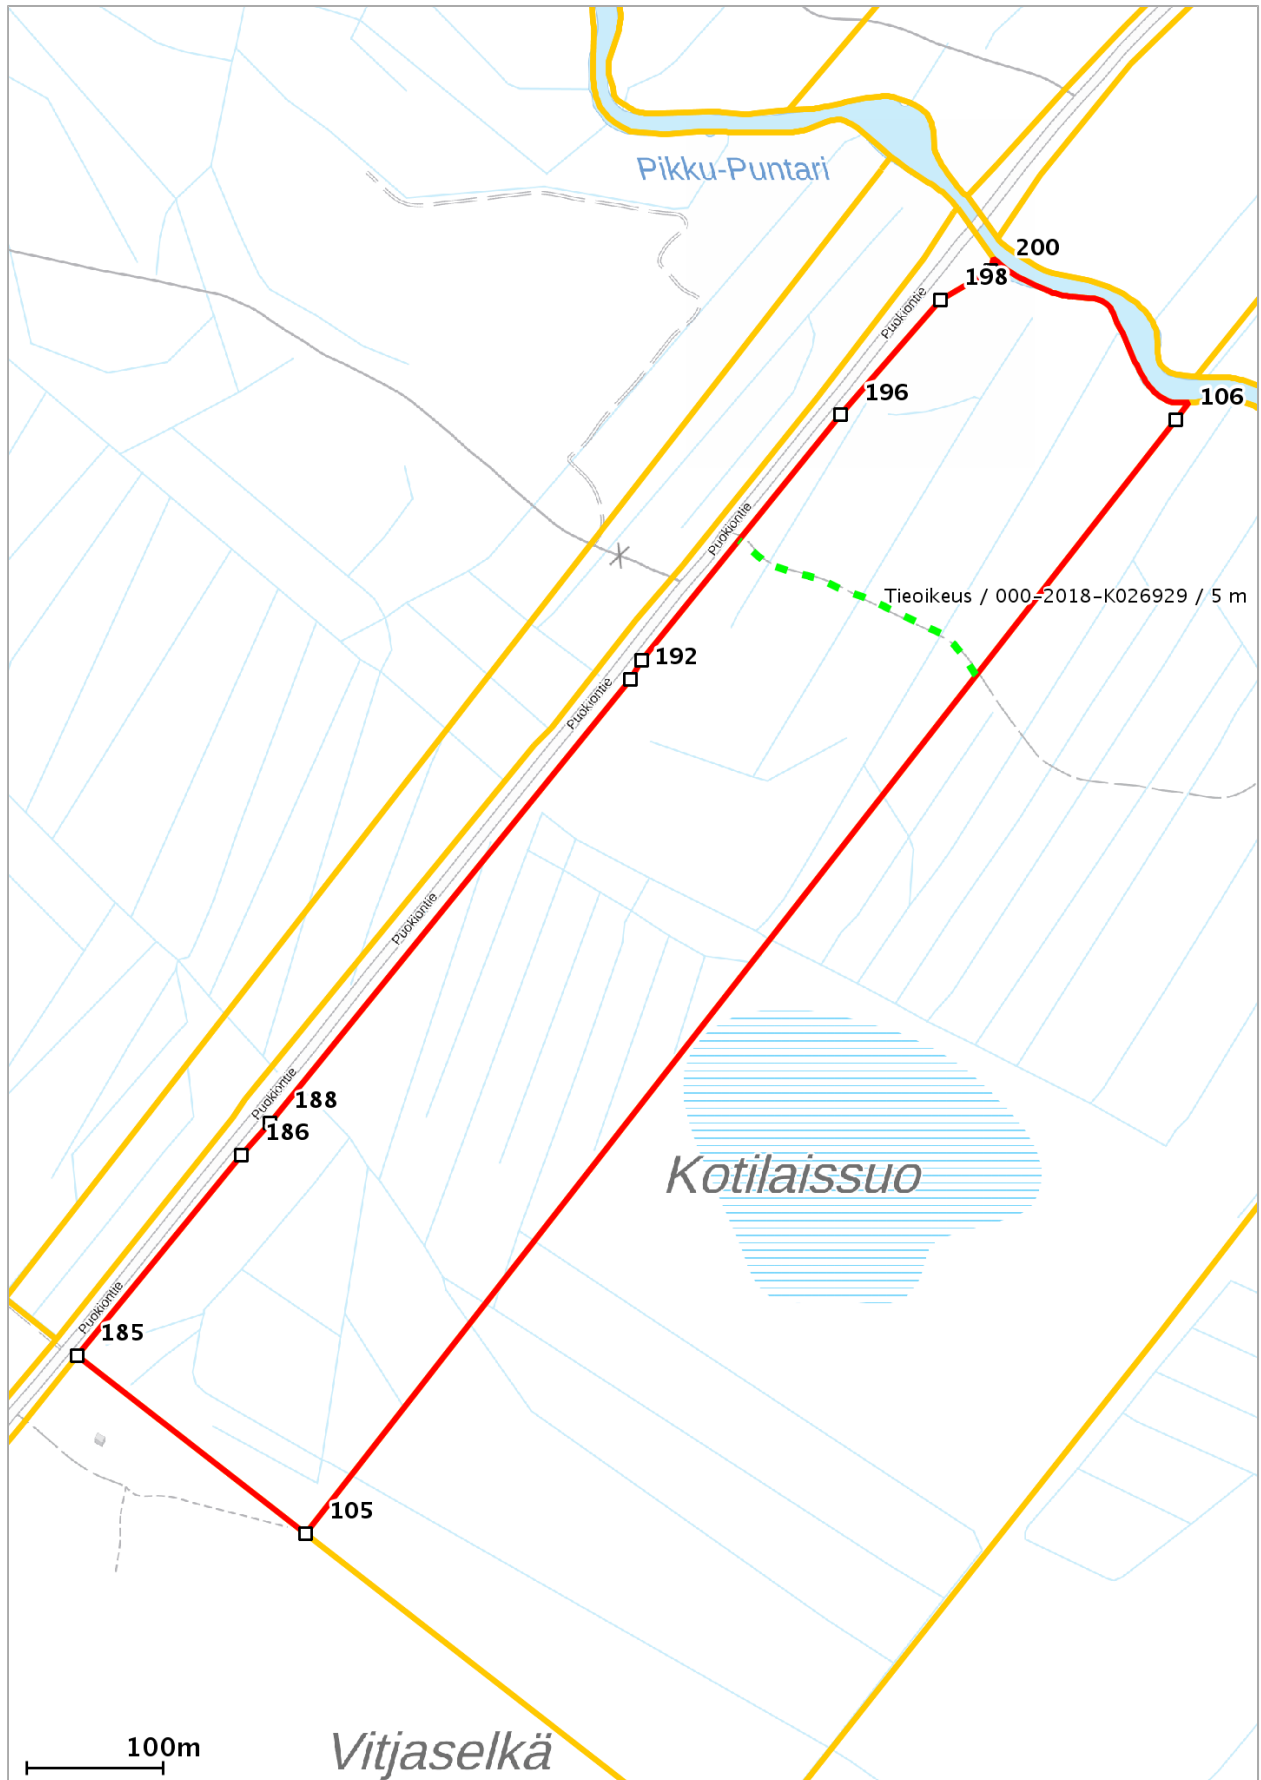 Pikku-Puntari
200
198
Puokiontie
196
106
Puokiontie
Tieoikeus / 000-2018-K026929 / 5 m
192
Puokiontie
Puokiontie
Puokiontie
188
186
Kotilaissuo
Puokiontie
185
105
100m
Vitjaselkä